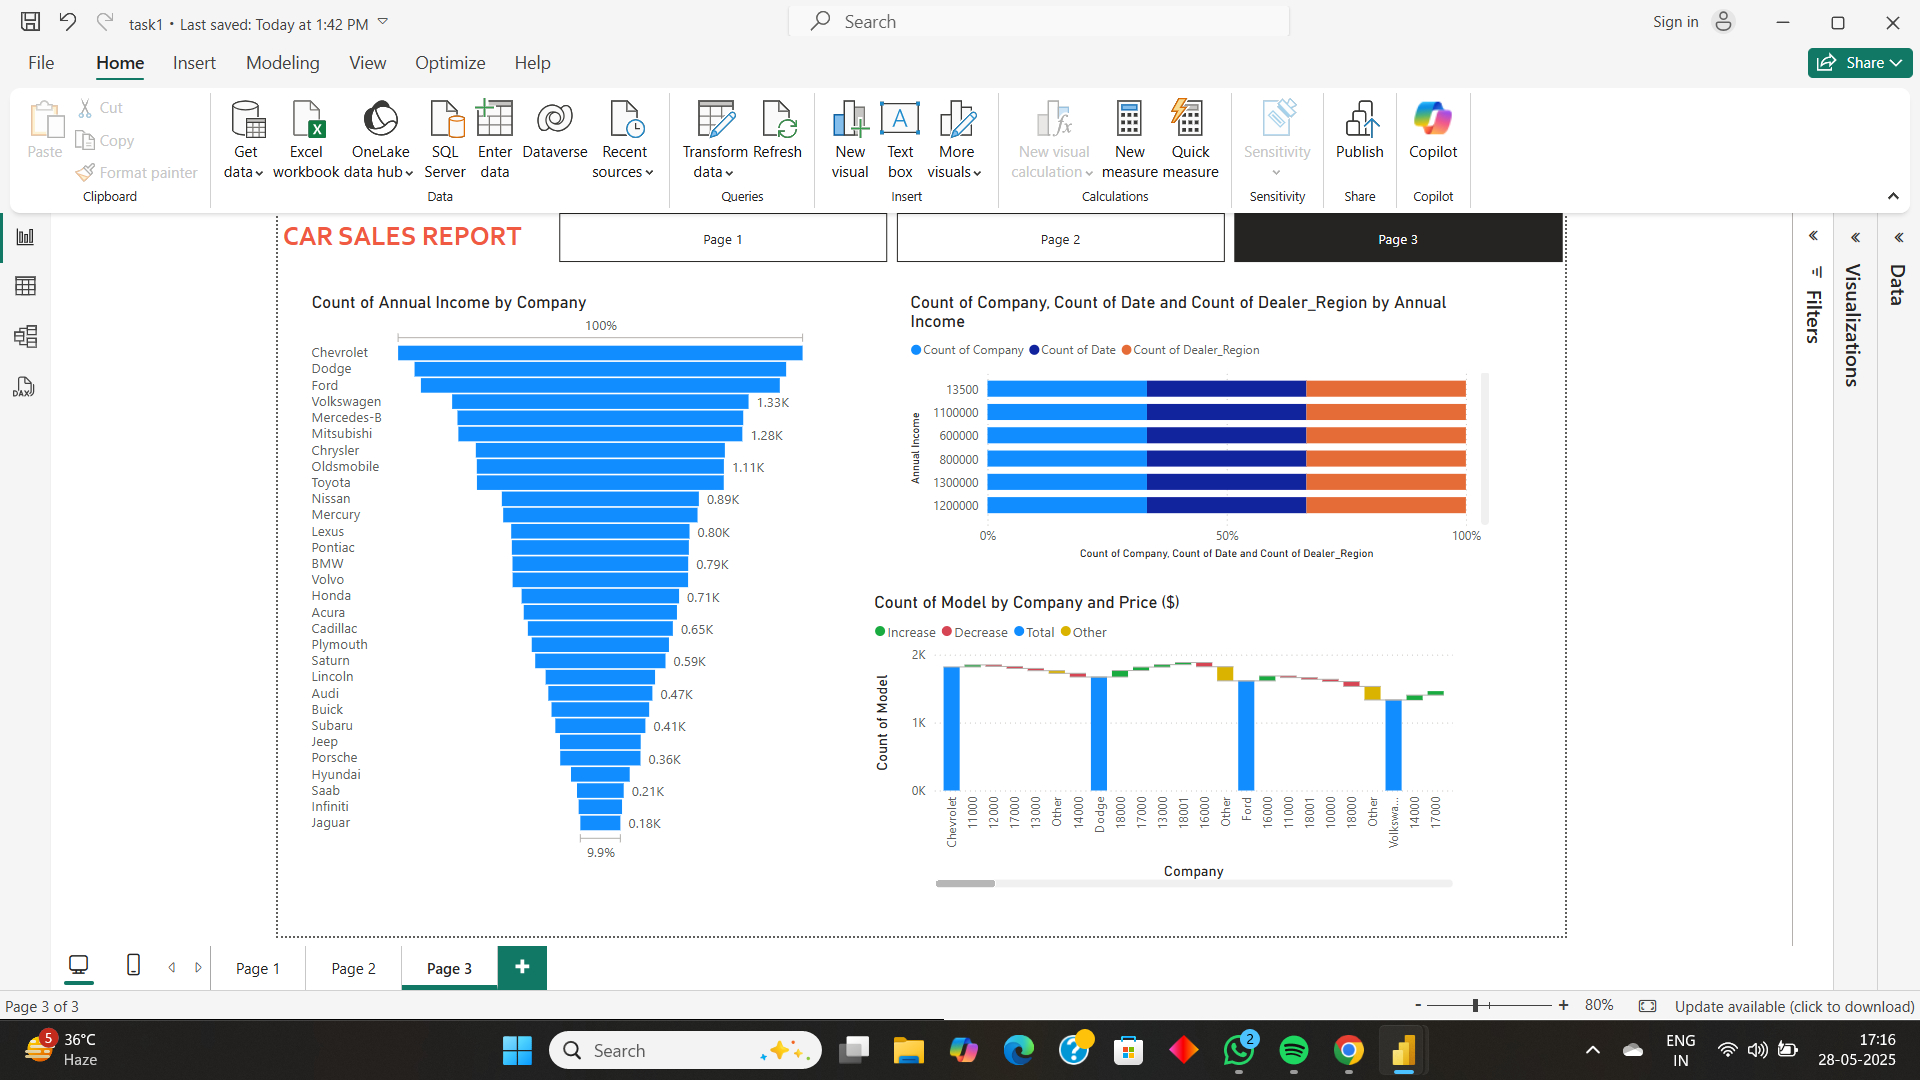 task1 • Last saved: Today at 1:42 PM
Search
Sign in
File
Home
Insert
Modeling
View
Optimize
Help
Share
Paste
Cut
Copy
Format painter
Clipboard
Get data
Excel workbook
OneLake data hub
SQL Server
Enter data
Dataverse
Recent sources
Data
Transform data
Refresh
Queries
New visual
Text box
More visuals
Insert
New visual calculation
New measure
Quick measure
Calculations
Sensitivity
Sensitivity
Publish
Share
Copilot
Copilot
CAR SALES REPORT
Page 1
Page 2
Page 3
Count of Annual Income by Company
100%
Chevrolet
Dodge
Ford
Volkswagen 1.33K
Mercedes-B
Mitsubishi 1.28K
Chrysler
Oldsmobile 1.11K
Toyota
Nissan 0.89K
Mercury
Lexus 0.80K
Pontiac
BMW 0.79K
Volvo
Honda 0.71K
Acura
Cadillac 0.65K
Plymouth
Saturn 0.59K
Lincoln
Audi 0.47K
Buick
Subaru 0.41K
Jeep
Porsche 0.36K
Hyundai
Saab 0.21K
Infiniti
Jaguar 0.18K
9.9%
Count of Company, Count of Date and Count of Dealer_Region by Annual
Income
Count of Company Count of Date Count of Dealer_Region
Annual Income
13500
1100000
600000
800000
1300000
1200000
0% 50% 100%
Count of Company, Count of Date and Count of Dealer_Region
Count of Model by Company and Price ($)
Increase Decrease Total Other
Count of Model
2K
1K
0K
Chevrolet
11000
12000
17000
13000
Other
14000
Dodge
18000
17000
13000
18001
16000
Other
Ford
16000
11000
18001
10000
18000
Other
Volkswa...
14000
17000
Company
Filters
Visualizations
Data
Page 1
Page 2
Page 3
Page 3 of 3
- + 80%
Update available (click to download)
5
36°C
Haze
Search
2
ENG
IN
17:16
28-05-2025